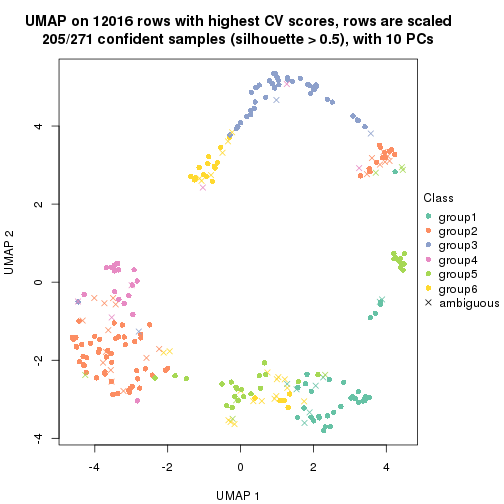 UMAP on 12016 rows with highest CV scores, rows are scaled
205/271 confident samples (silhouette > 0.5), with 10 PCs
4
2
0
-2
-4
UMAP 2
-4
-2
0
2
4
UMAP 1
Class
group1
group2
group3
group4
group5
group6
ambiguous